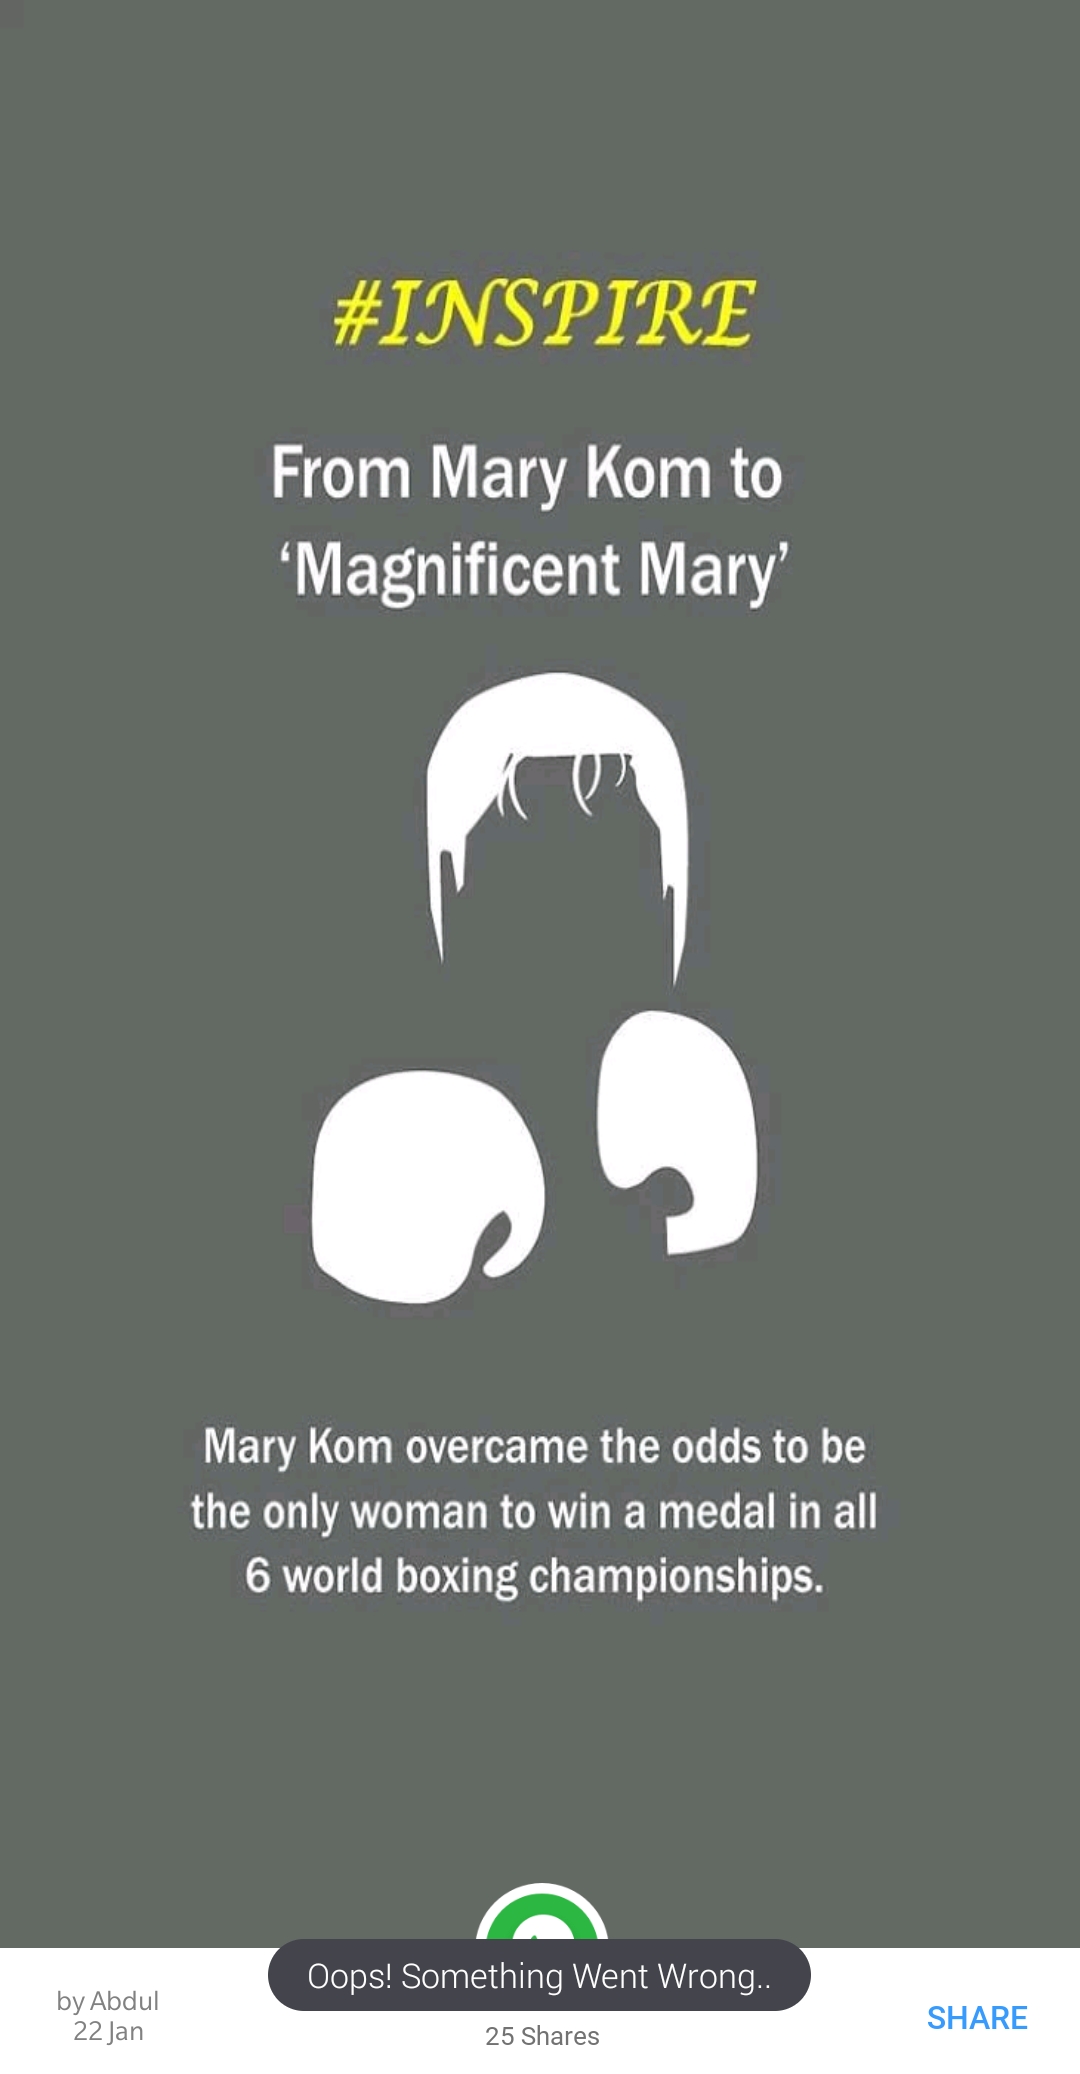 #INSPIRE
From Mary Kom to
‘Magnificent Mary’
Mary Kom overcame the odds to be
the only woman to win a medal in all
6 world boxing championships.
Oops! Something Went Wrong..
by Abdul
22 Jan
25 Shares
SHARE